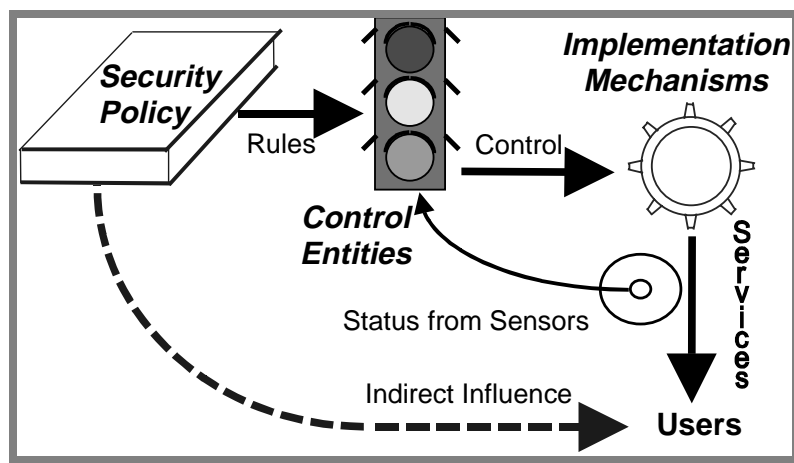 Security
Policy
Rules
Control
Entities
Control
Implementation
Mechanisms
Services
Status from Sensors
Indirect Influence
Users